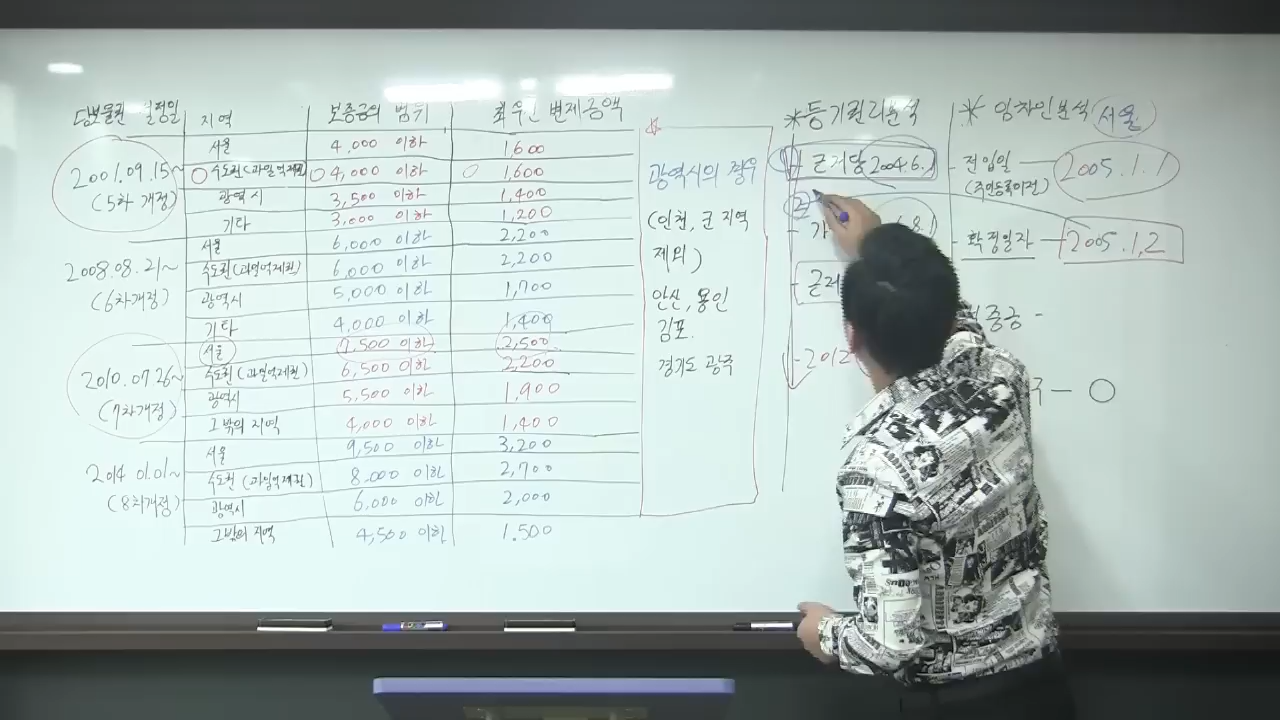 담보물권 설정일 지역 보증금의 범위 최우선 변제금액
2001.09.15~ (5차 개정)
서울 4,000 이하 1,600
수도권(과밀억제권) 4,000 이하 1,600
광역시 3,500 이하 1,400
기타 3,000 이하 1,200
2008.08.21~ (6차개정)
서울 6,000 이하 2,200
수도권(과밀억제권) 6,000 이하 2,200
광역시 5,000 이하 1,700
기타 4,000 이하 1,400
2010.07.26~ (7차개정)
서울 7,500 이하 2,500
수도권(과밀억제권) 6,500 이하 2,200
광역시 5,500 이하 1,900
그밖의 지역 4,000 이하 1,400
2014.01.01~ (8차개정)
서울 9,500 이하 3,200
수도권(과밀억제권) 8,000 이하 2,700
광역시 6,000 이하 2,000
그밖의 지역 4,500 이하 1.500
광역시의 경우
(인천, 군 지역
제외)
안산, 용인
김포.
경기도 광주
*등기권리분석
근저당 2004.6.1
- 가
- 2012
* 임차인분석 서울
- 전입일 — 2005.1.1
(주민등록이전)
- 확정일자 — 2005.1.2